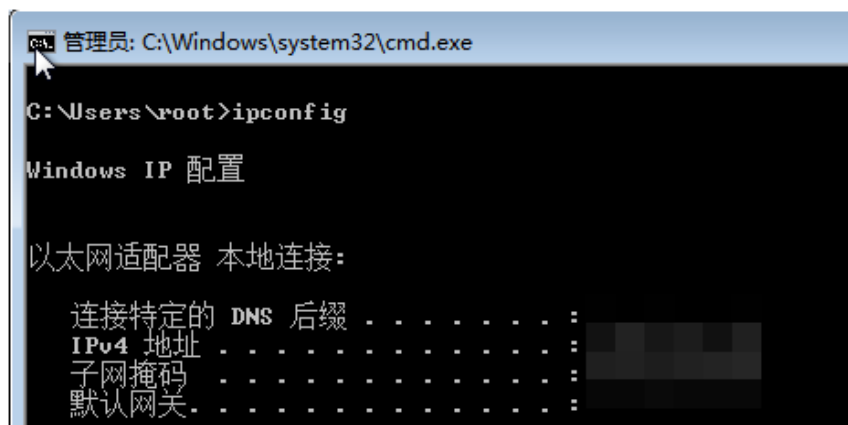 管理员: C:\Windows\system32\cmd.exe
C:\Users\root>ipconfig
Windows IP 配置
以太网适配器 本地连接:
连接特定的 DNS 后缀 . . . . . . . :
IPv4 地址 . . . . . . . . . . . . :
子网掩码 . . . . . . . . . . . . :
默认网关. . . . . . . . . . . . . :